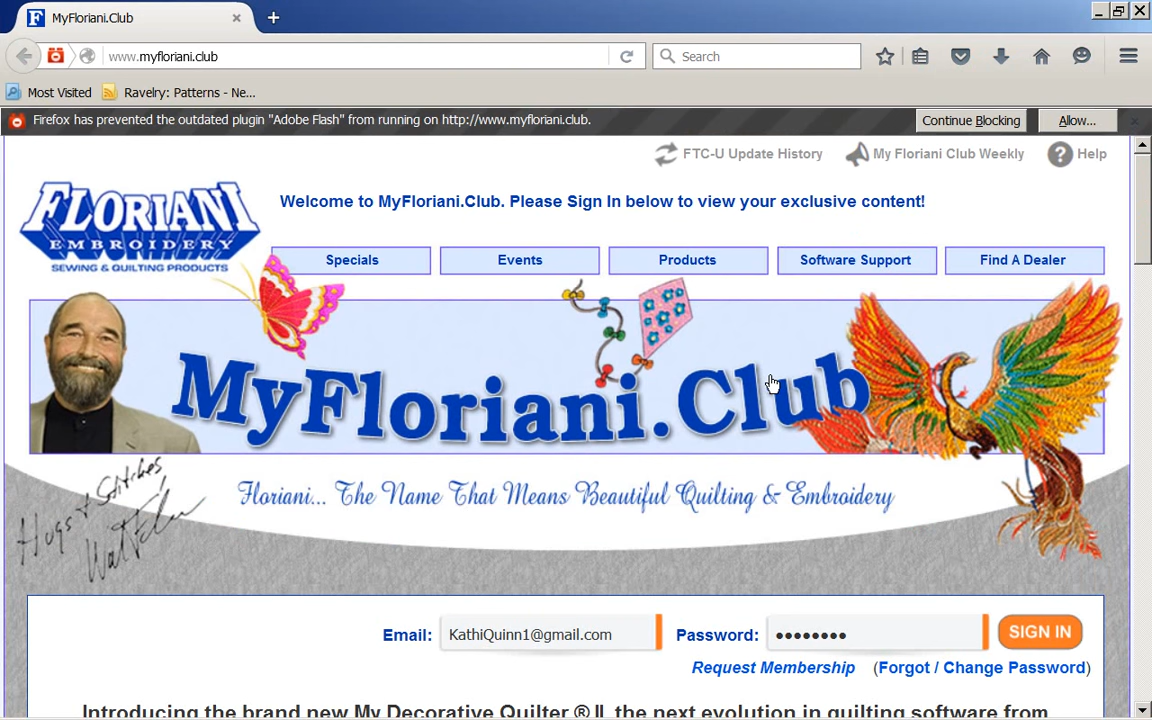 MyFloriani.Club
www.myfloriani.club
Search
Most Visited
Ravelry: Patterns - Ne...
Firefox has prevented the outdated plugin "Adobe Flash" from running on http://www.myfloriani.club.
Continue Blocking
Allow...
FTC-U Update History
My Floriani Club Weekly
Help
FLORIANI
EMBROIDERY
SEWING & QUILTING PRODUCTS
Welcome to MyFloriani.Club. Please Sign In below to view your exclusive content!
Specials
Events
Products
Software Support
Find A Dealer
MyFloriani.Club
Floriani... The Name That Means Beautiful Quilting & Embroidery
Hugs & Stitches,
Email:
KathiQuinn1@gmail.com
Password:
••••••••
SIGN IN
Request Membership
(Forgot / Change Password)
Introducing the brand new My Decorative Quilter ® II, the next evolution in quilting software from